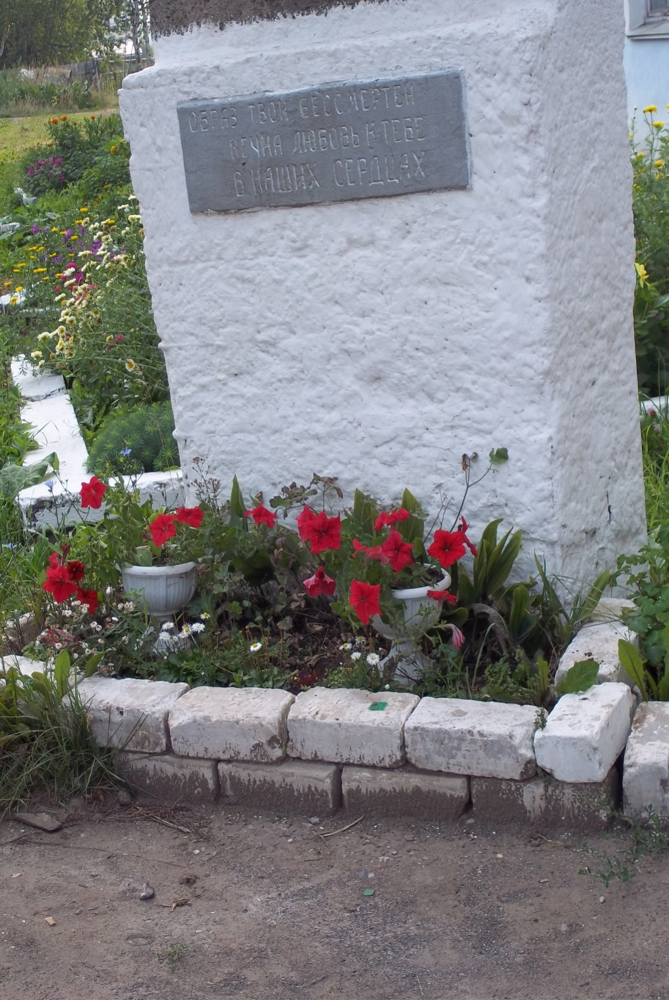 ОБРАЗ ТВОЙ БЕССМЕРТЕН
ВЕЧНА ЛЮБОВЬ К ТЕБЕ
В НАШИХ СЕРДЦАХ